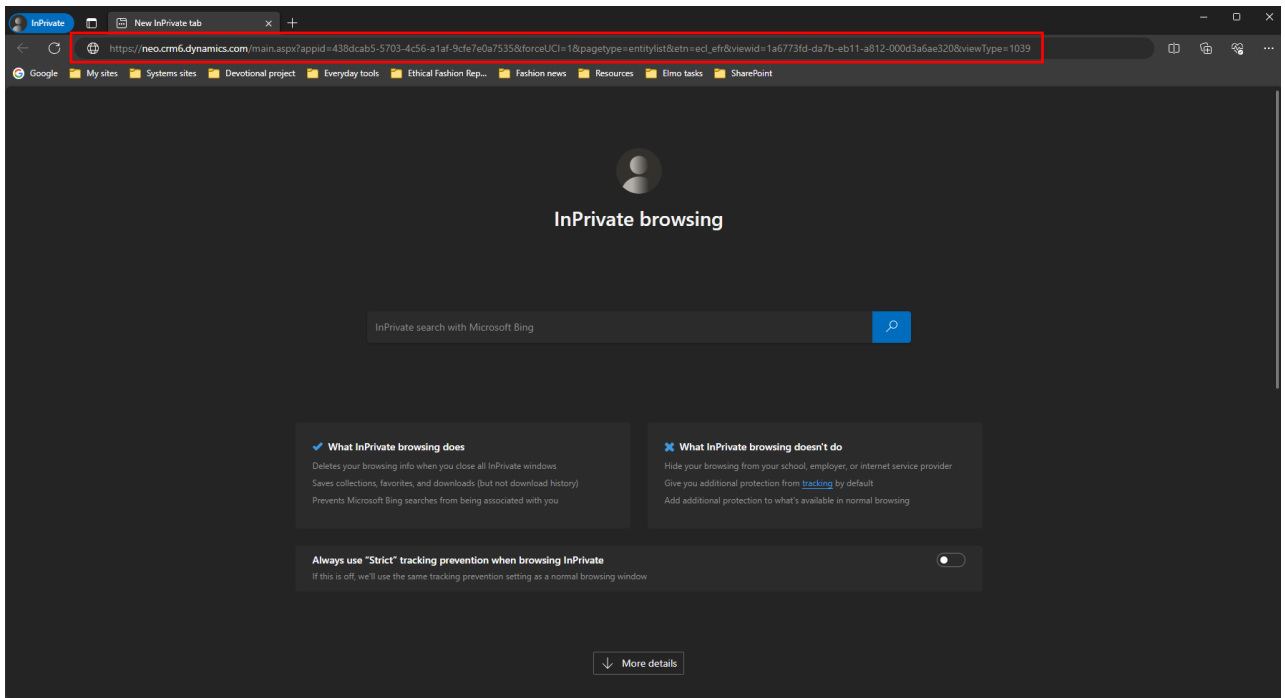 InPrivate New InPrivate tab
https://neo.crm6.dynamics.com/main.aspx?appid=438dcab5-5703-4c56-a1af-9cfe7e0a7535&forceUCI=1&pagetype=entitylist&etn=ecl_efr&viewid=1a6773fd-da7b-eb11-a812-000d3a6ae320&viewType=1039
Google My sites Systems sites Devotional project Everyday tools Ethical Fashion Rep... Fashion news Resources Elmo tasks SharePoint
InPrivate browsing
InPrivate search with Microsoft Bing
What InPrivate browsing does
Deletes your browsing info when you close all InPrivate windows
Saves collections, favorites, and downloads (but not download history)
Prevents Microsoft Bing searches from being associated with you
What InPrivate browsing doesn't do
Hide your browsing from your school, employer, or internet service provider
Give you additional protection from tracking by default
Add additional protection to what's available in normal browsing
Always use "Strict" tracking prevention when browsing InPrivate
If this is off, we'll use the same tracking prevention setting as a normal browsing window
More details